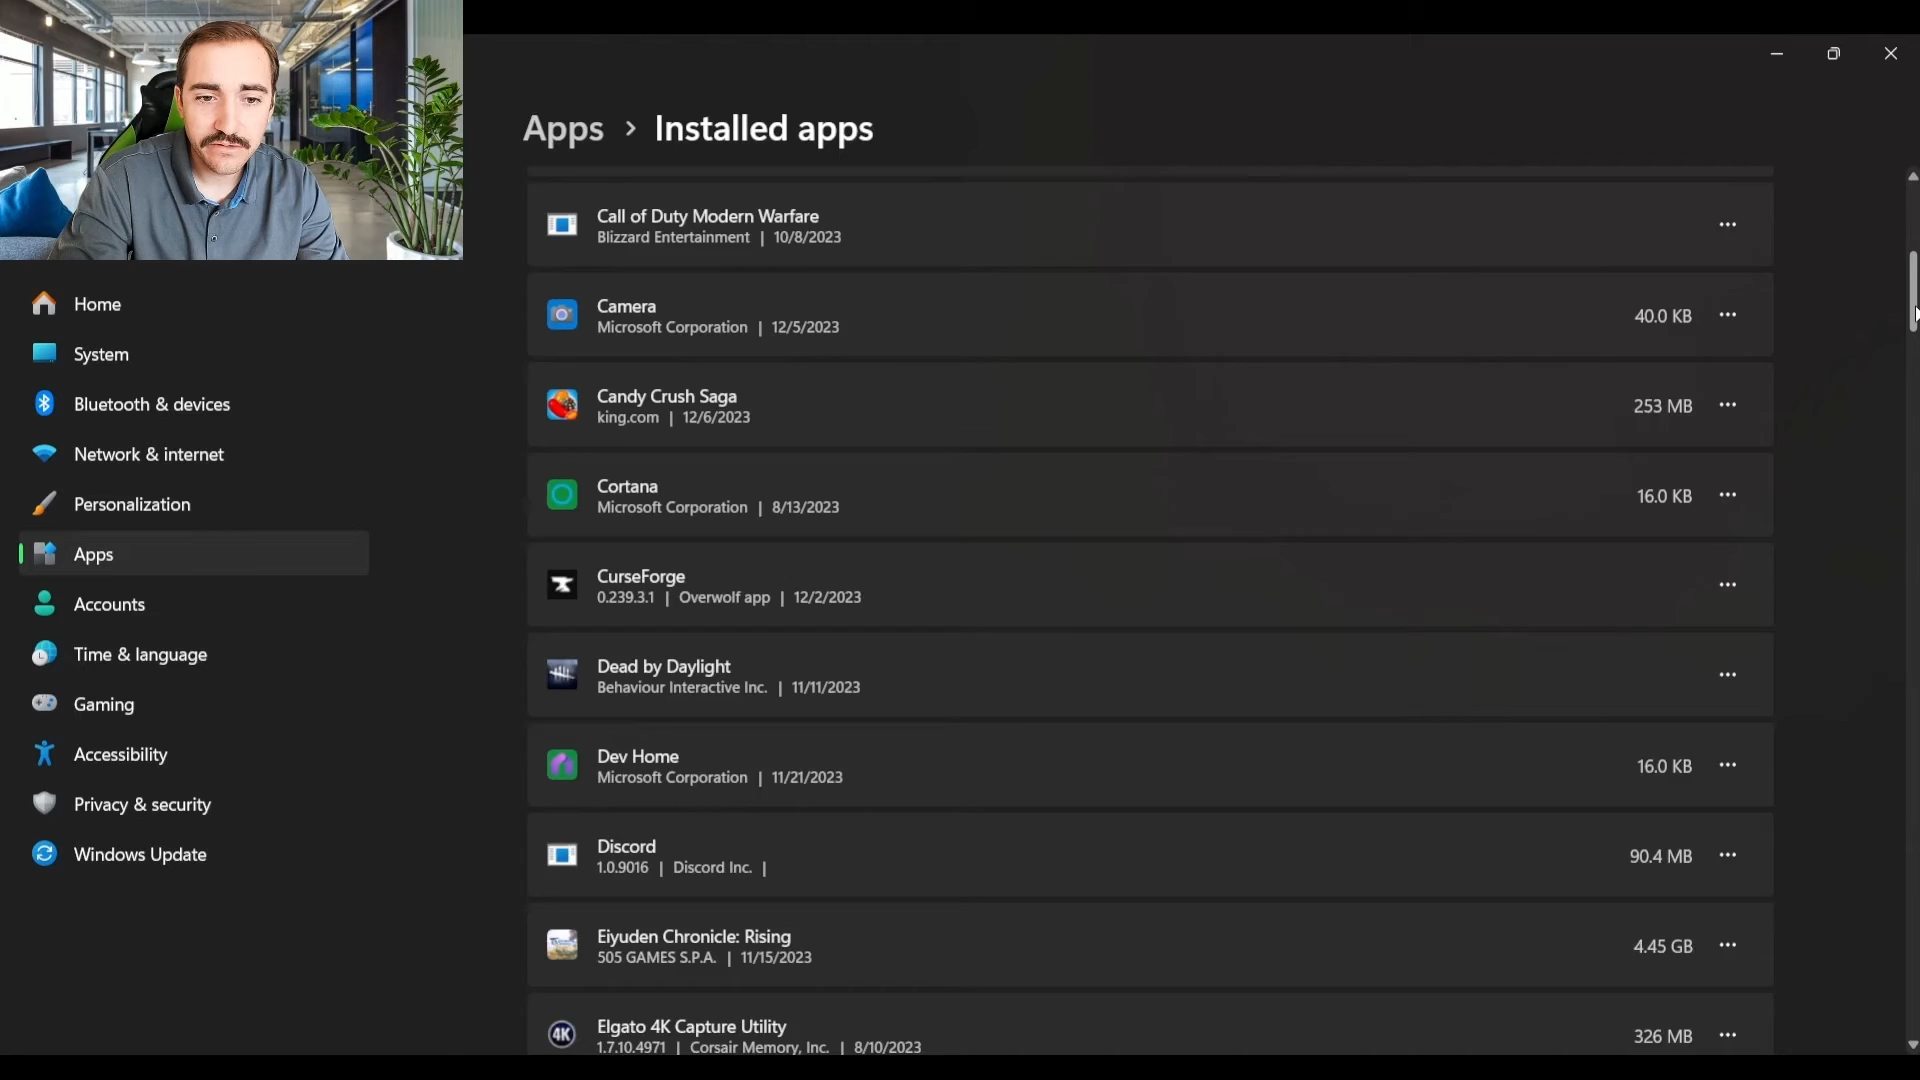 Apps > Installed apps
Home
System
Bluetooth & devices
Network & internet
Personalization
Apps
Accounts
Time & language
Gaming
Accessibility
Privacy & security
Windows Update
Call of Duty Modern Warfare
Blizzard Entertainment | 10/8/2023
Camera
Microsoft Corporation | 12/5/2023
40.0 KB
Candy Crush Saga
king.com | 12/6/2023
253 MB
Cortana
Microsoft Corporation | 8/13/2023
16.0 KB
CurseForge
0.239.3.1 | Overwolf app | 12/2/2023
Dead by Daylight
Behaviour Interactive Inc. | 11/11/2023
Dev Home
Microsoft Corporation | 11/21/2023
16.0 KB
Discord
1.0.9016 | Discord Inc. |
90.4 MB
Eiyuden Chronicle: Rising
505 GAMES S.P.A. | 11/15/2023
4.45 GB
4K
Elgato 4K Capture Utility
1.7.10.4971 | Corsair Memory, Inc. | 8/10/2023
326 MB